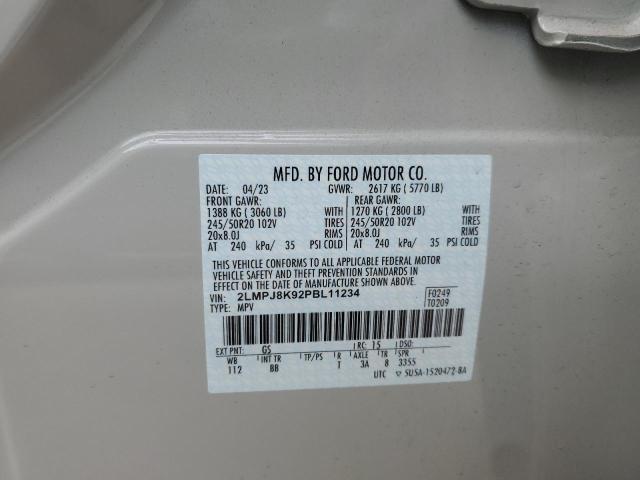 MFD. BY FORD MOTOR CO.
DATE: 04/23 GVWR: 2617 KG ( 5770 LB)
FRONT GAWR: REAR GAWR:
1388 KG ( 3060 LB) WITH 1270 KG ( 2800 LB) WITH
245/50R20 102V TIRES 245/50R20 102V TIRES
20x8.0J RIMS 20x8.0J RIMS
AT 240 kPa/ 35 PSI COLD AT 240 kPa/ 35 PSI COLD
THIS VEHICLE CONFORMS TO ALL APPLICABLE FEDERAL MOTOR
VEHICLE SAFETY AND THEFT PREVENTION STANDARDS IN
EFFECT ON THE DATE OF MANUFACTURE SHOWN ABOVE.
VIN: 2LMPJ8K92PBL11234 F0249
TYPE: MPV T0209
EXT PNT: GS RC: 15 DSO:
WB INT TR TP/PS R AXLE TR SPR
112 BB T 3A 8 3355
UTC ▽ 5USA-1520472-BA